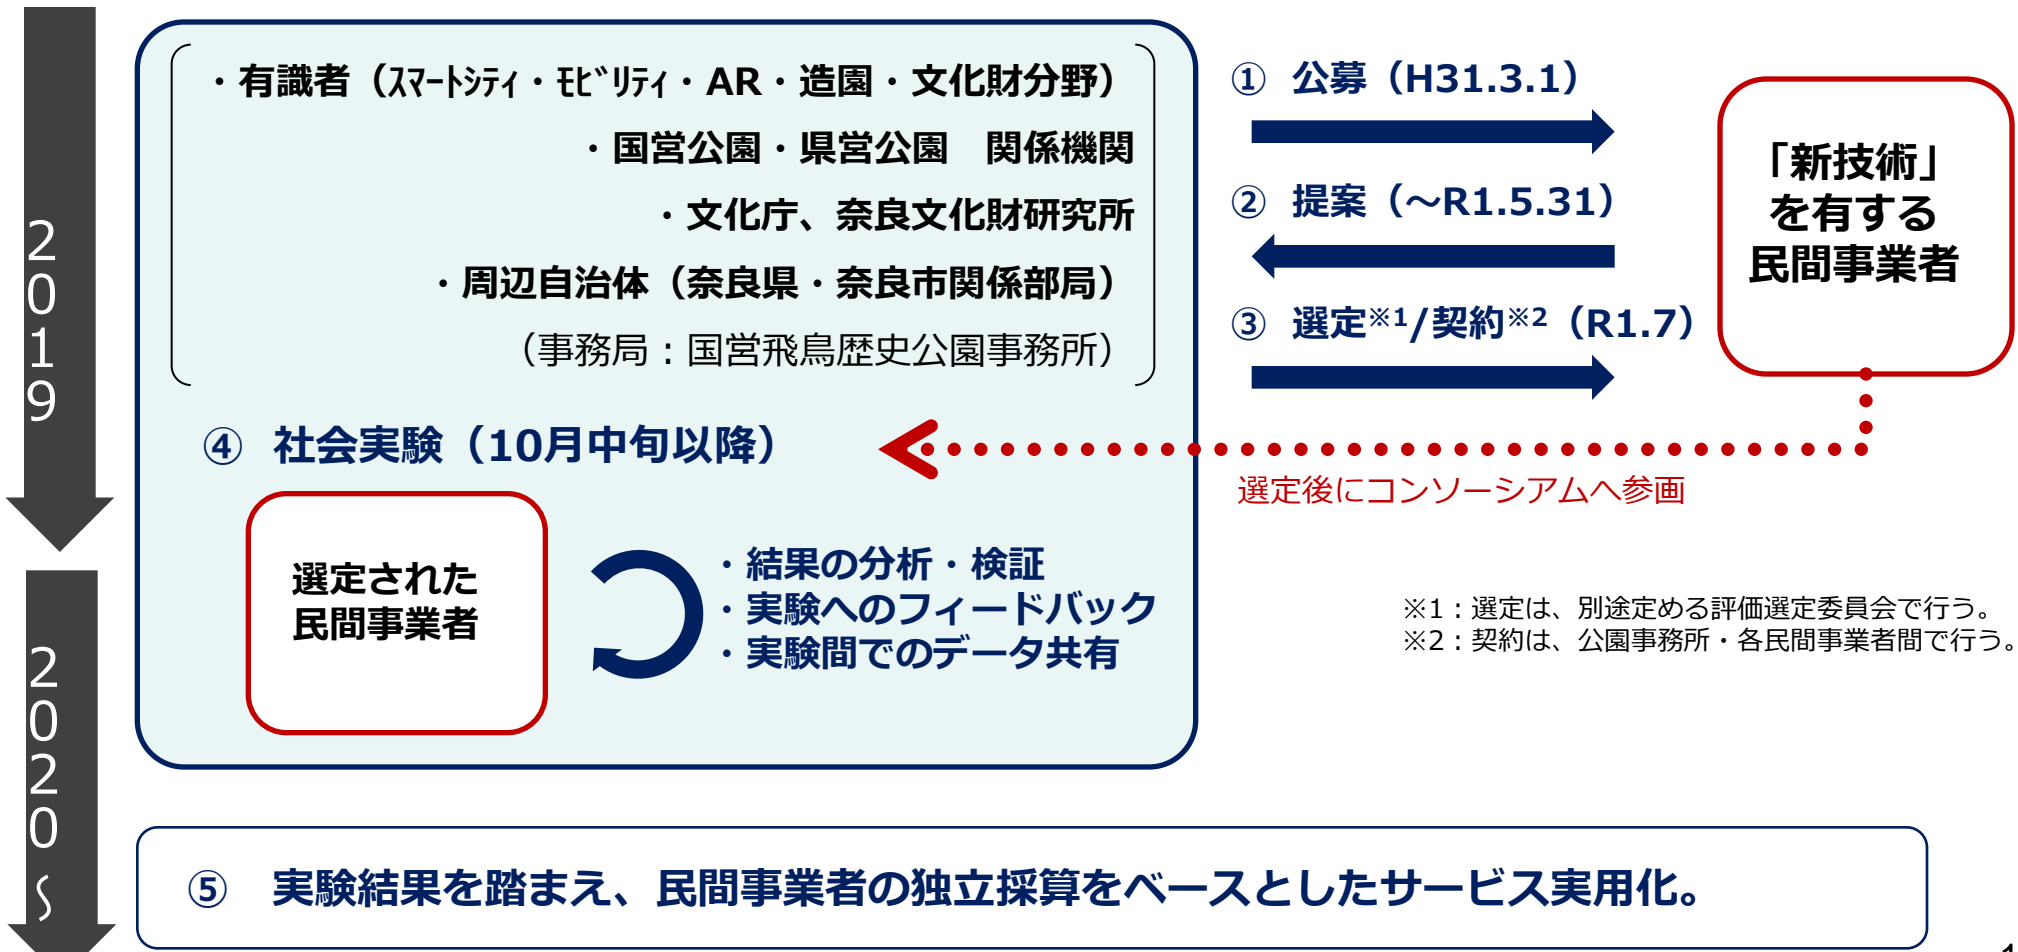 2019
・有識者（ｽﾏｰﾄｼﾃｨ・ﾓﾋﾞﾘﾃｨ・AR・造園・文化財分野）
・国営公園・県営公園　関係機関
・文化庁、奈良文化財研究所
・周辺自治体（奈良県・奈良市関係部局）
（事務局：国営飛鳥歴史公園事務所）
① 公募（H31.3.1）
② 提案（～R1.5.31）
③ 選定※1/契約※2（R1.7）
「新技術」
を有する
民間事業者
④ 社会実験（10月中旬以降）
選定後にコンソーシアムへ参画
選定された
民間事業者
・結果の分析・検証
・実験へのフィードバック
・実験間でのデータ共有
※1：選定は、別途定める評価選定委員会で行う。
※2：契約は、公園事務所・各民間事業者間で行う。
2020～
⑤ 実験結果を踏まえ、民間事業者の独立採算をベースとしたサービス実用化。